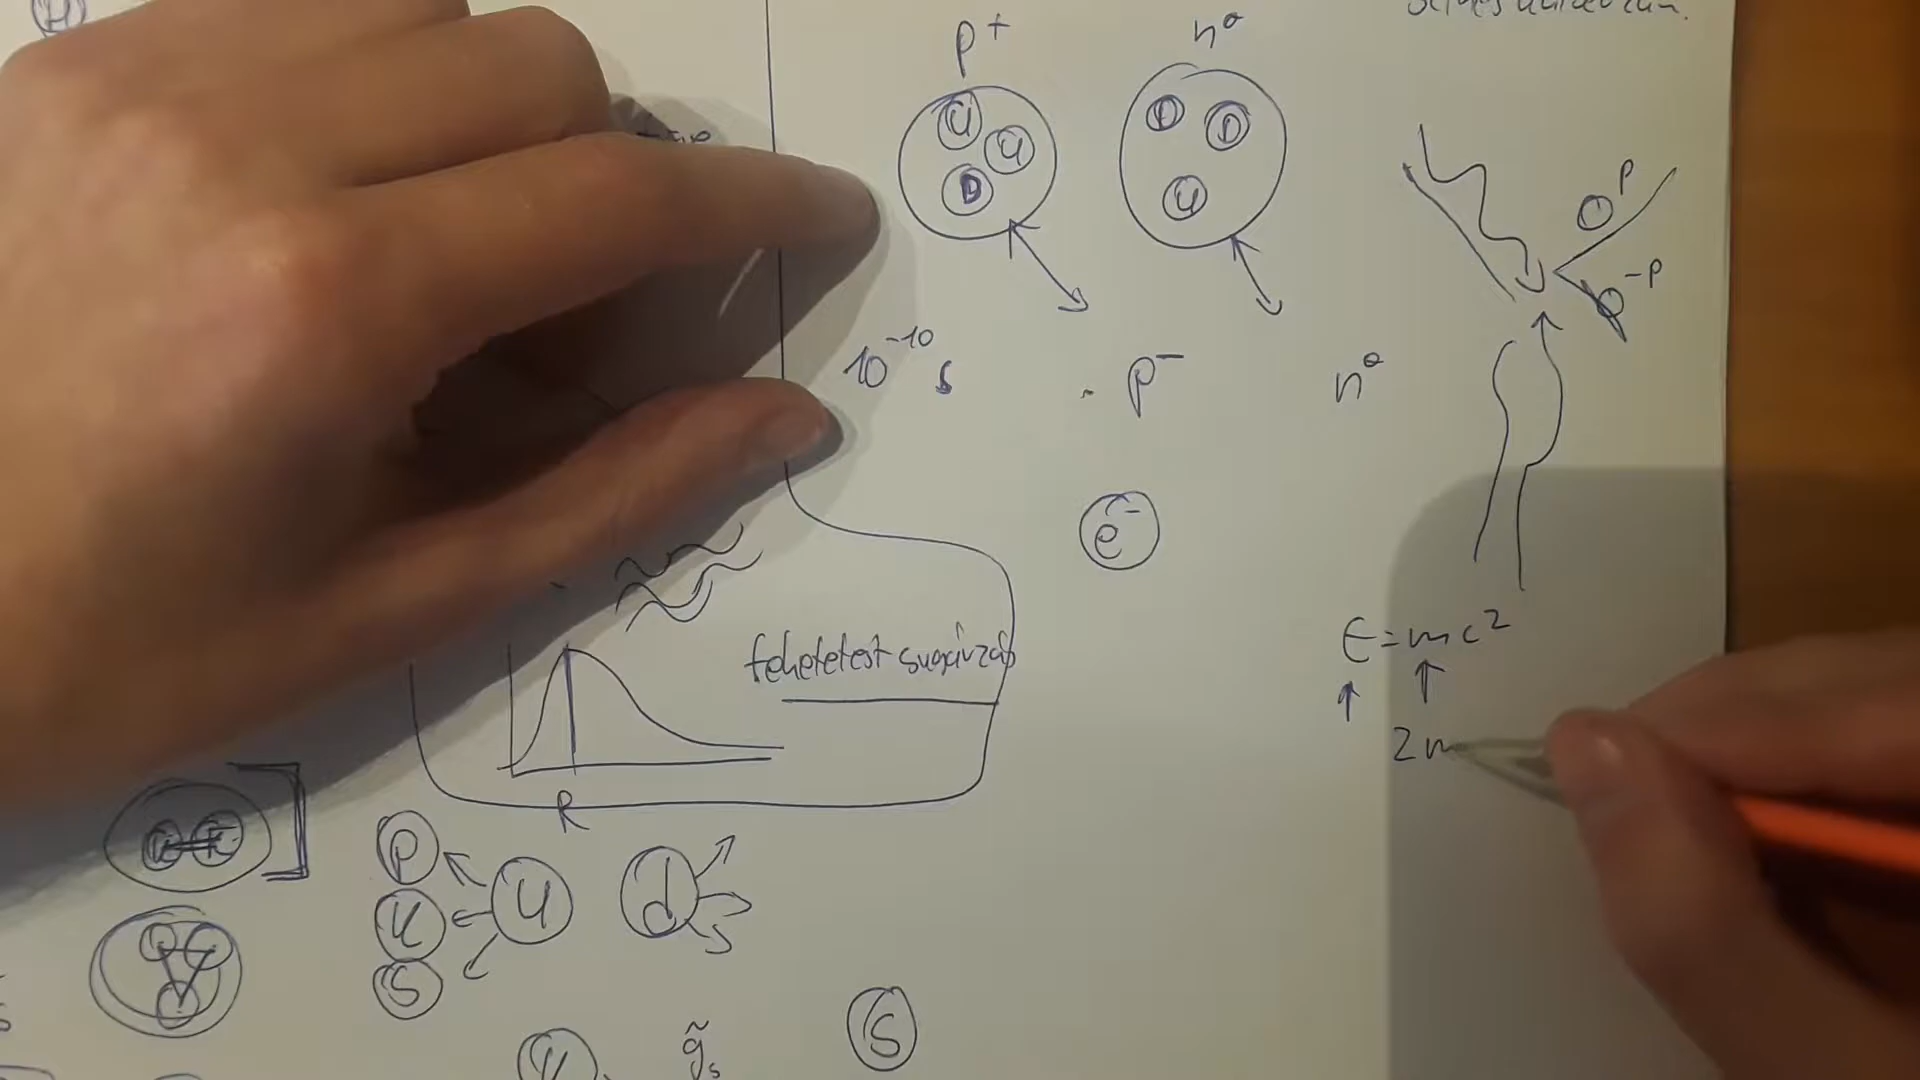 p+
n°
U
U
D
D
D
U
p
-p
10-10 s
p-
n°
e-
E=mc2
2m
feketetest sugárzás
R
p
K
S
U
d
g̃s
S